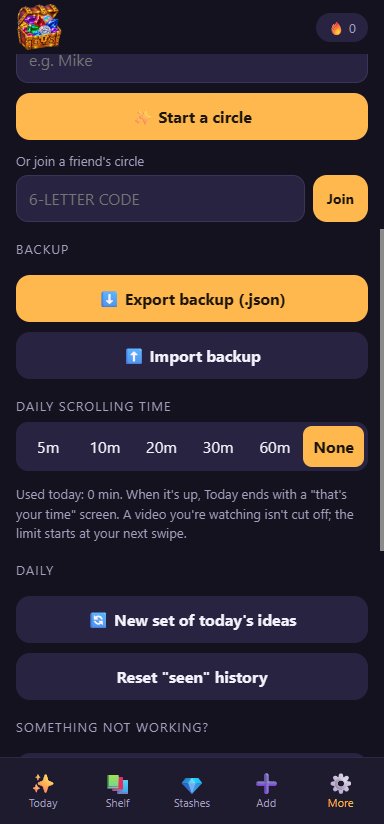 0
e.g. Mike
Start a circle
Or join a friend's circle
6-LETTER CODE
Join
BACKUP
Export backup (.json)
Import backup
DAILY SCROLLING TIME
5m 10m 20m 30m 60m None
Used today: 0 min. When it's up, Today ends with a "that's
your time" screen. A video you're watching isn't cut off; the
limit starts at your next swipe.
DAILY
New set of today's ideas
Reset "seen" history
SOMETHING NOT WORKING?
Today Shelf Stashes Add More